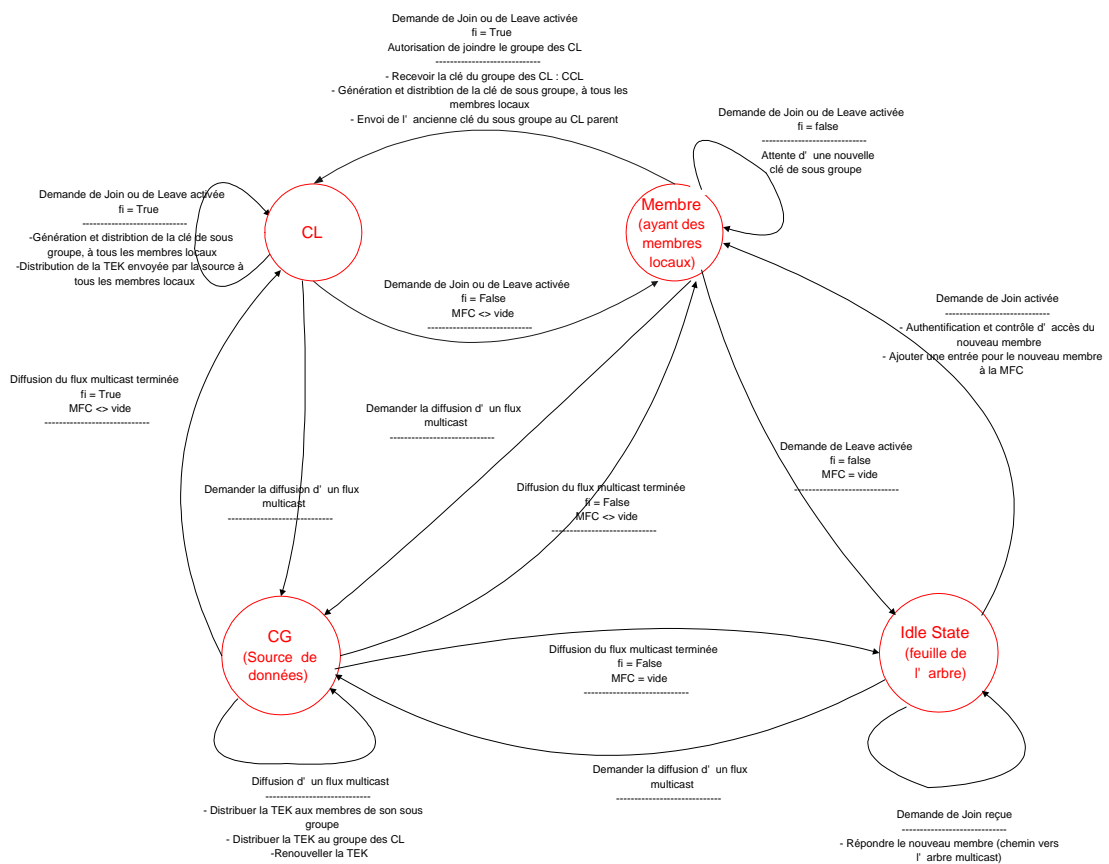 Demande de Join ou de Leave activée
fi = True
Autorisation de joindre le groupe des CL
----------------------------
- Recevoir la clé du groupe des CL : CCL
- Génération et distribtion de la clé de sous groupe, à tous les
membres locaux
- Envoi de l' ancienne clé du sous groupe au CL parent
Demande de Join ou de Leave activée
fi = false
----------------------------
Attente d' une nouvelle
clé de sous groupe
Demande de Join ou de Leave activée
fi = True
----------------------------
-Génération et distribtion de la clé de sous
groupe, à tous les membres locaux
-Distribution de la TEK envoyée par la source à
tous les membres locaux
CL
Membre
(ayant des
membres
locaux)
Demande de Join ou de Leave activée
fi = False
MFC <> vide
----------------------------
Demande de Join activée
----------------------------
- Authentification et contrôle d' accès du
nouveau membre
- Ajouter une entrée pour le nouveau membre
à la MFC
Diffusion du flux multicast terminée
fi = True
MFC <> vide
----------------------------
Demander la diffusion d' un flux
multicast
----------------------------
Demande de Leave activée
fi = false
MFC = vide
----------------------------
Demander la diffusion d' un flux
multicast
----------------------------
Diffusion du flux multicast terminée
fi = False
MFC <> vide
----------------------------
CG
(Source de
données)
Idle State
(feuille de
l' arbre)
Diffusion du flux multicast terminée
fi = False
MFC = vide
----------------------------
Demander la diffusion d' un flux
multicast
----------------------------
Diffusion d' un flux multicast
----------------------------
- Distribuer la TEK aux membres de son sous
groupe
- Distribuer la TEK au groupe des CL
-Renouveller la TEK
Demande de Join reçue
----------------------------
- Répondre le nouveau membre (chemin vers
l' arbre multicast)